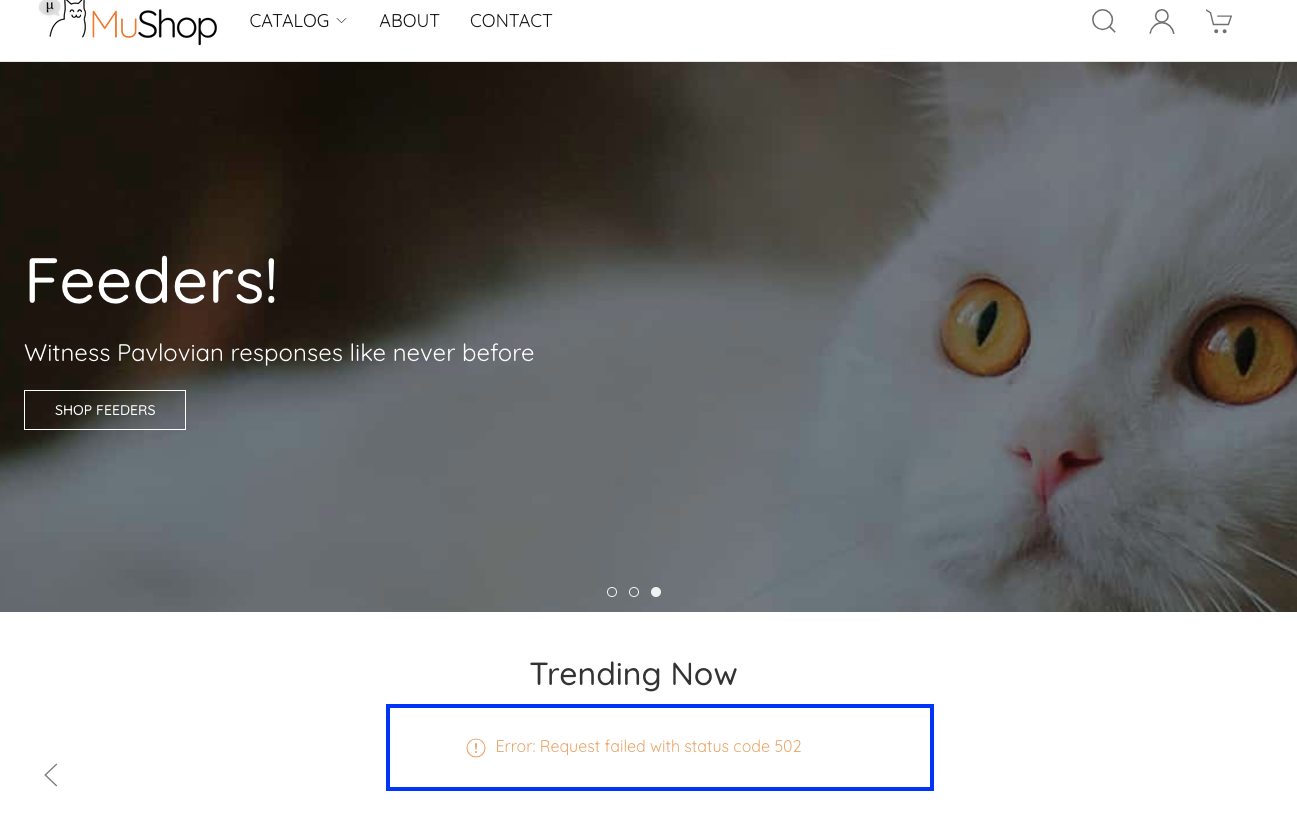 μ
MuShop
CATALOG
ABOUT
CONTACT
Feeders!
Witness Pavlovian responses like never before
SHOP FEEDERS
Trending Now
Error: Request failed with status code 502